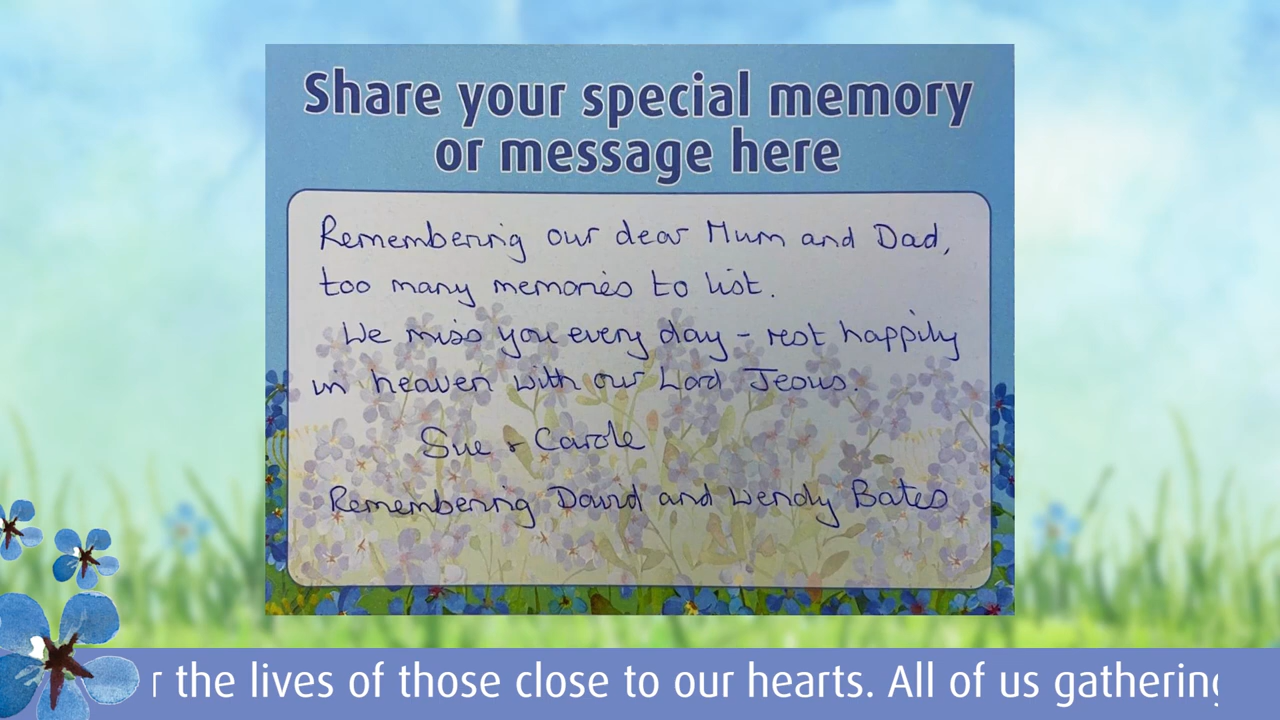 Share your special memory
or message here
Remembering our dear Mum and Dad,
too many memories to list.
We miss you every day - rest happily
in heaven with our Lord Jesus.
Sue & Carole
Remembering David and Wendy Bates
r the lives of those close to our hearts. All of us gathering